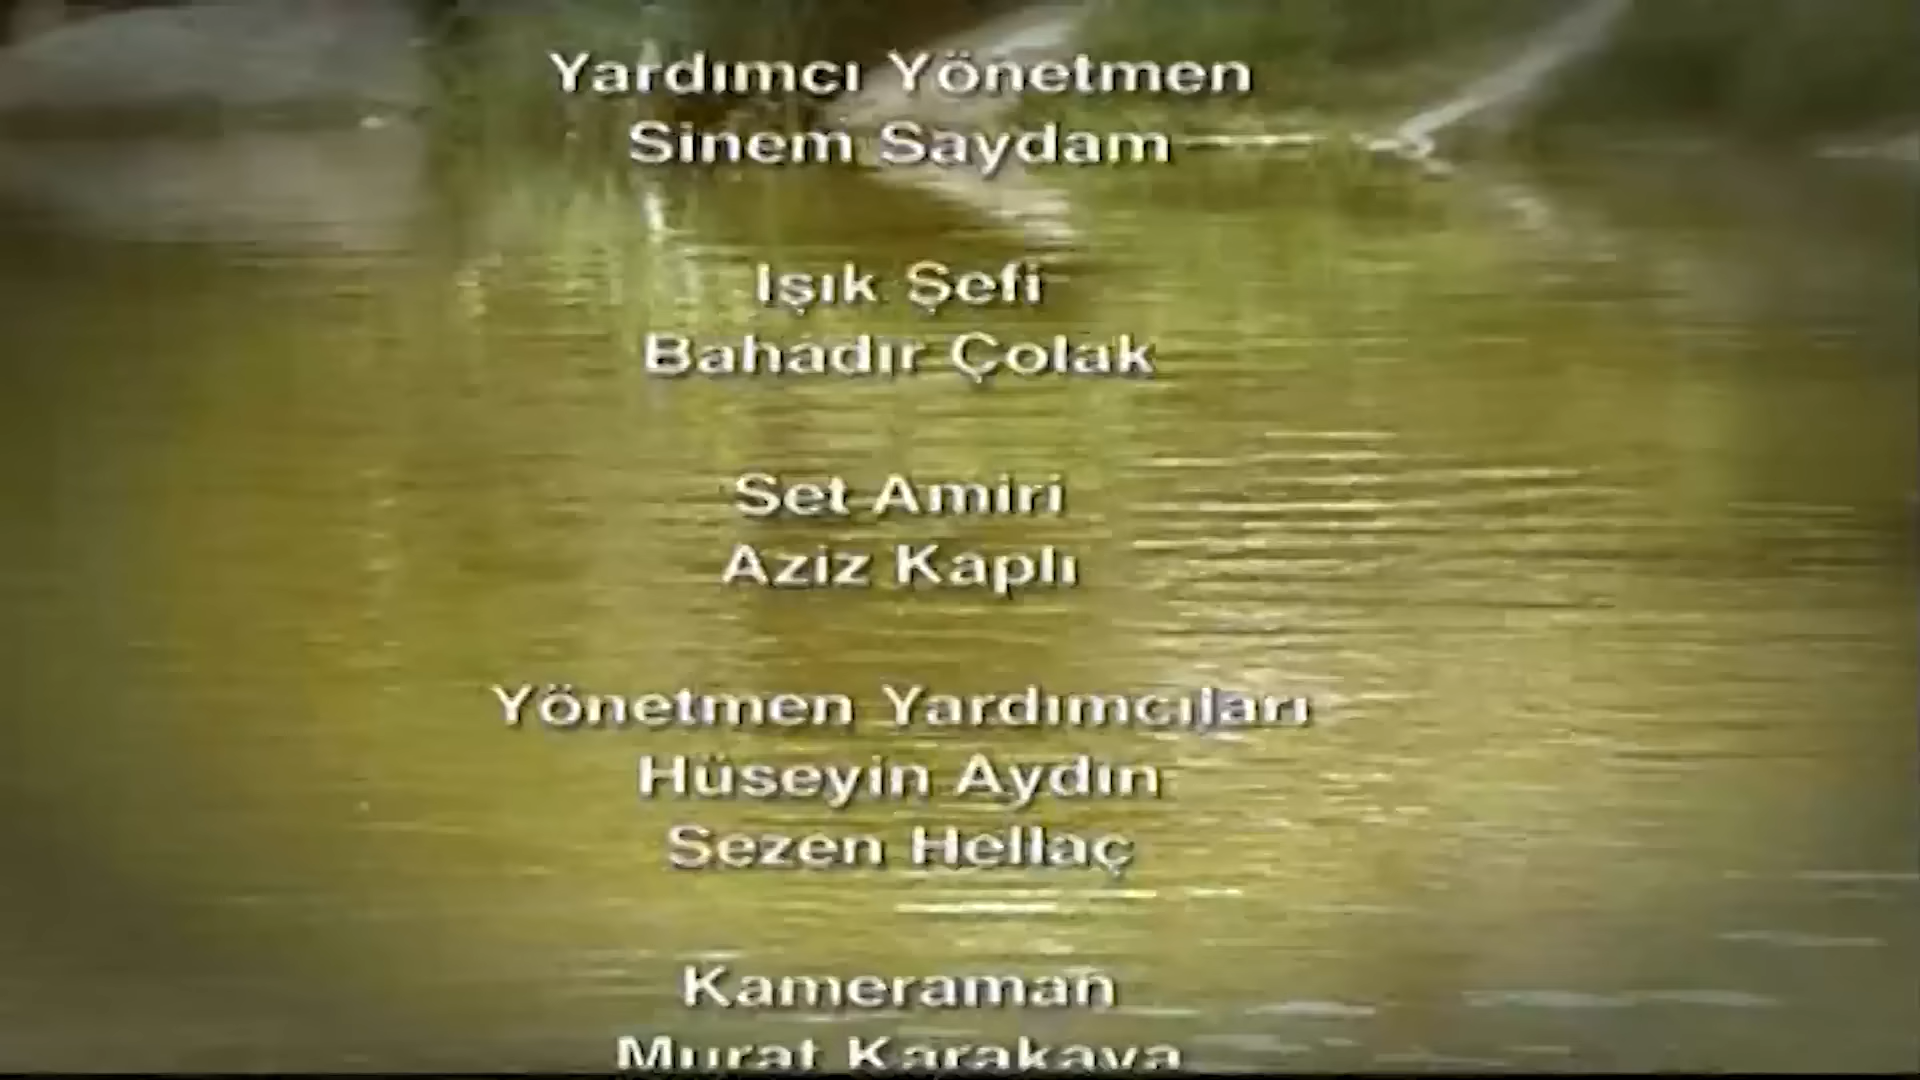 Yardımcı Yönetmen
Sinem Saydam
Işık Şefi
Bahadır Çolak
Set Amiri
Aziz Kaplı
Yönetmen Yardımcıları
Hüseyin Aydın
Sezen Hellaç
Kameraman
Murat Karakaya